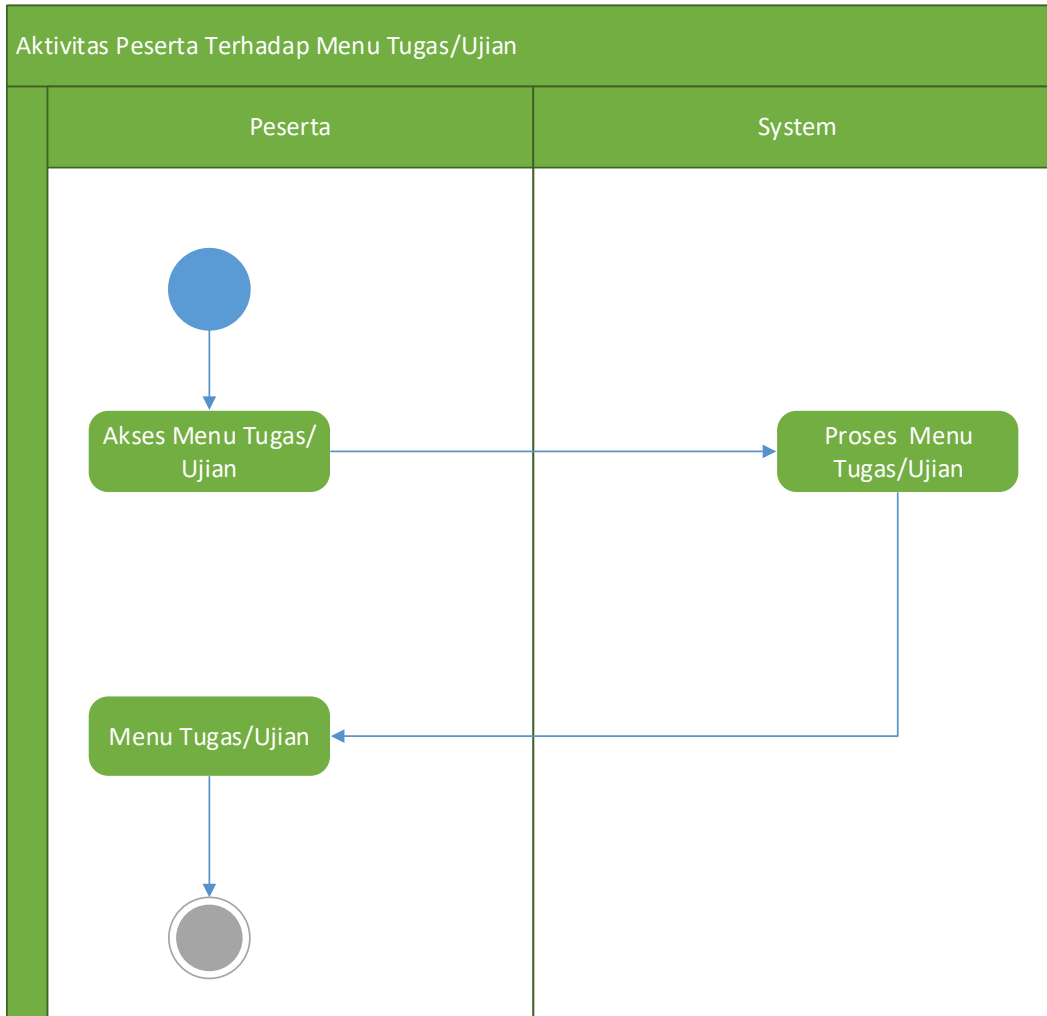 Aktivitas Peserta Terhadap Menu Tugas/Ujian
Peserta
System
Akses Menu Tugas/
Ujian
Proses Menu
Tugas/Ujian
Menu Tugas/Ujian